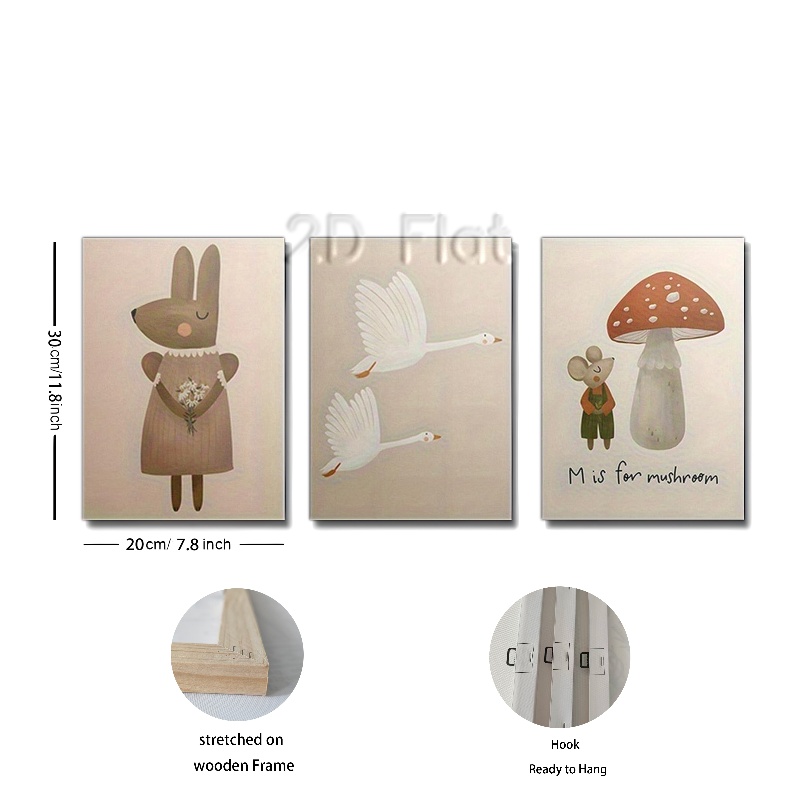 2D Flat
30cm/11.8inch
M is for mushroom
20cm/ 7.8 inch
stretched on
wooden Frame
Hook
Ready to Hang